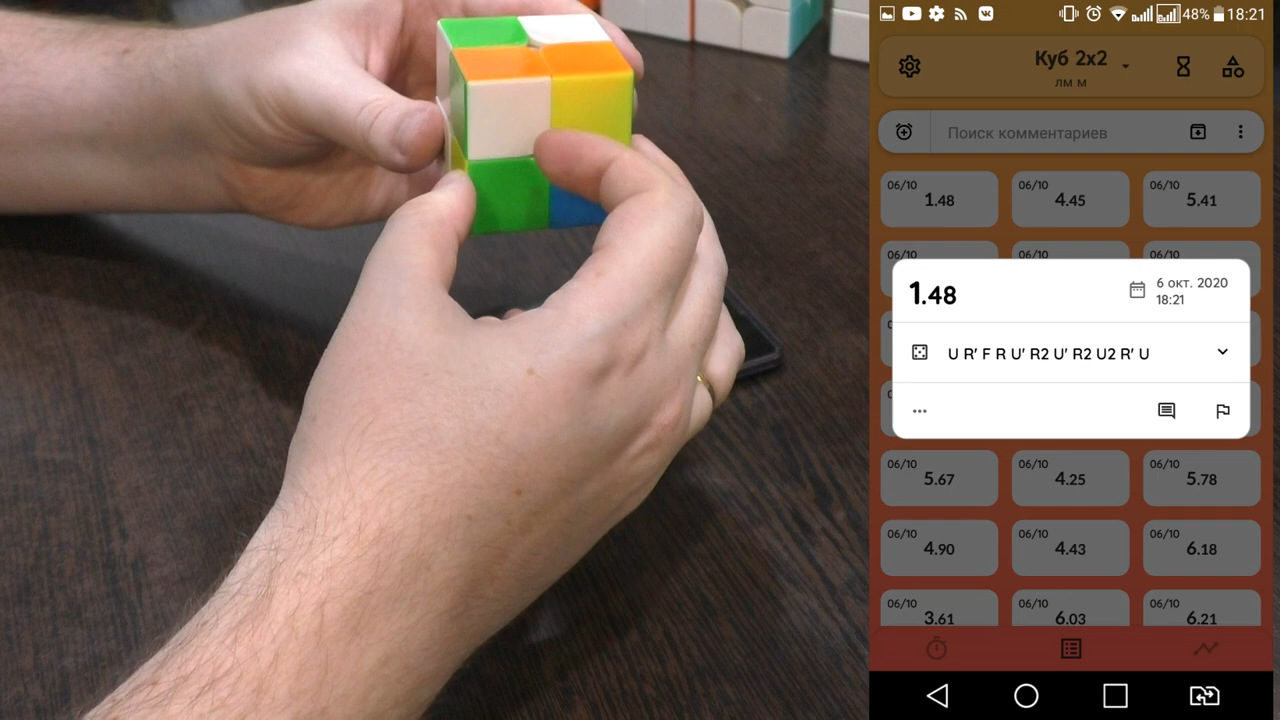 48% 18:21
Куб 2x2
лм м
Поиск комментариев
06/10 06/10 06/10
1.48 4.45 5.41
06/10 06/10
1.48
6 окт. 2020
18:21
U R' F R U' R2 U' R2 U2 R' U
06/10 06/10 06/10
5.67 4.25 5.78
06/10 06/10 06/10
4.90 4.43 6.18
06/10 06/10 06/10
3.61 6.03 6.21